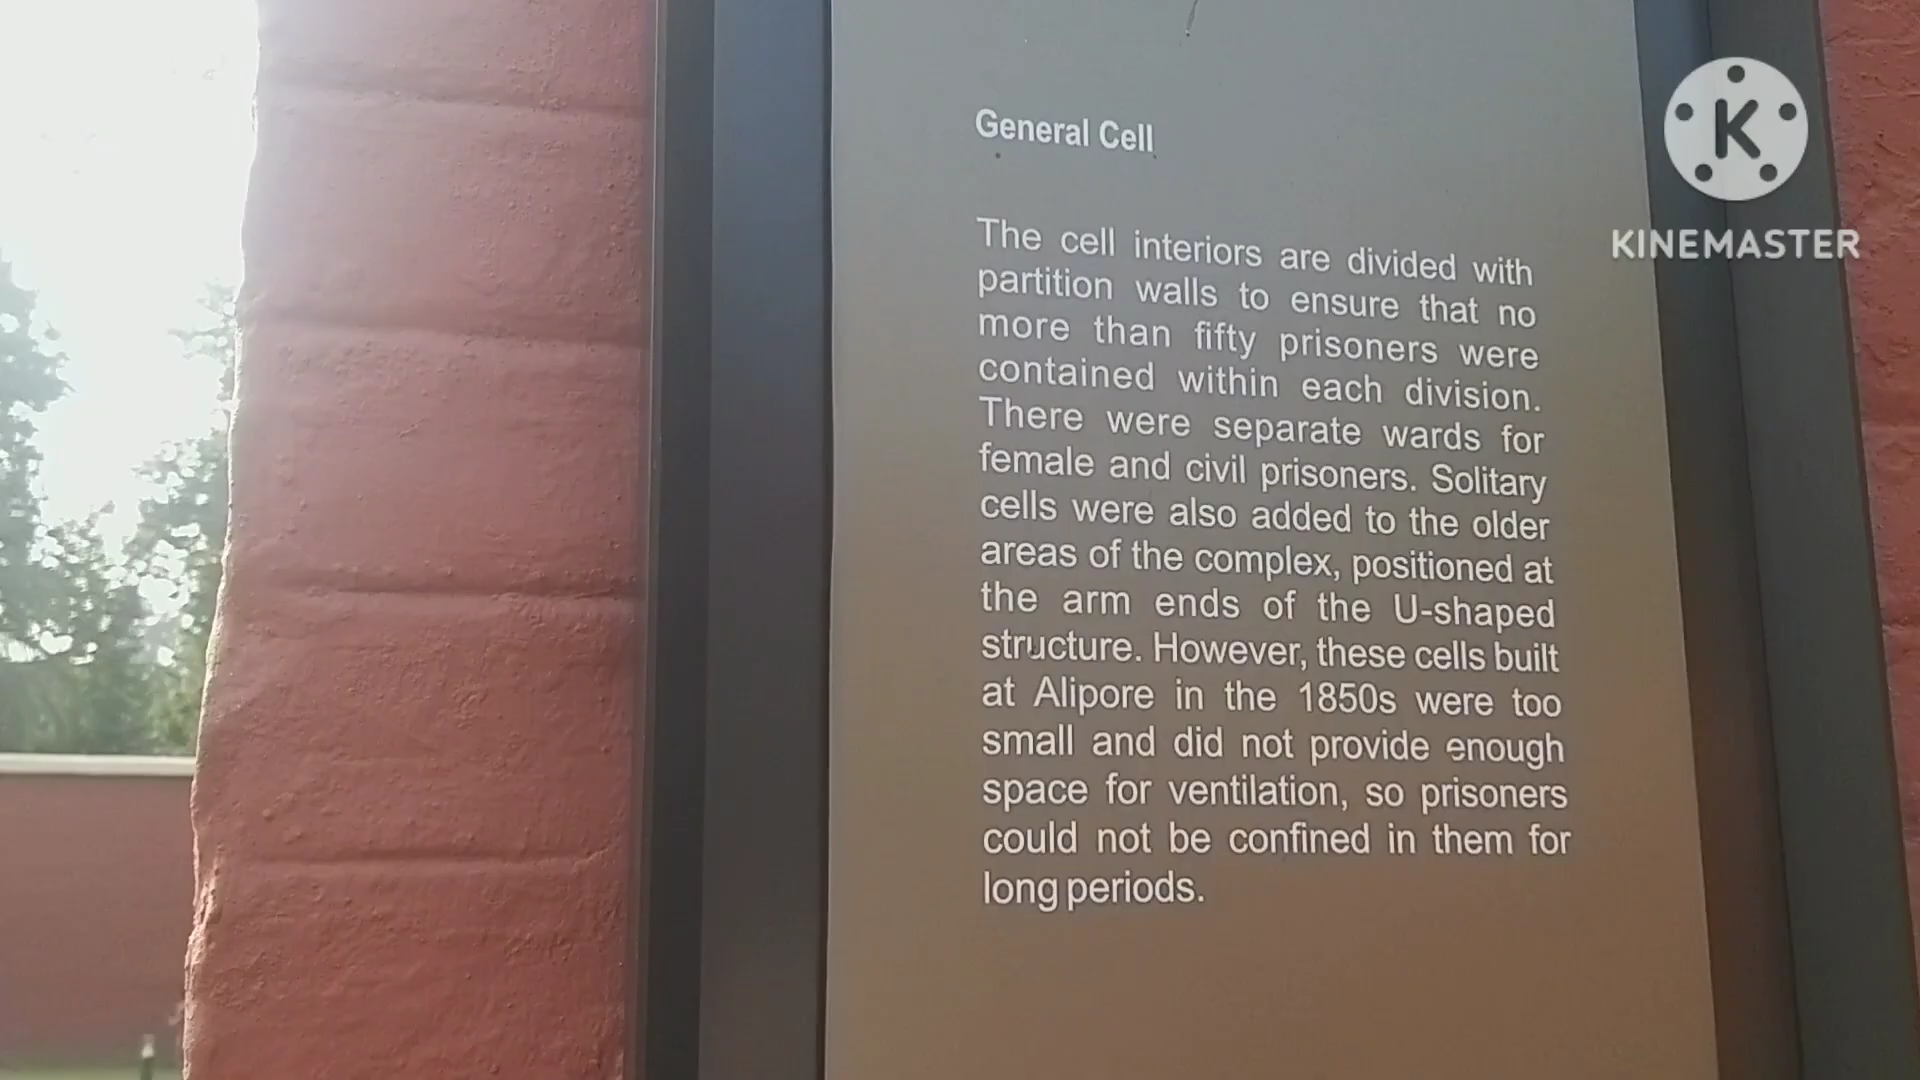 General Cell
The cell interiors are divided with
partition walls to ensure that no
more than fifty prisoners were
contained within each division.
There were separate wards for
female and civil prisoners. Solitary
cells were also added to the older
areas of the complex, positioned at
the arm ends of the U-shaped
structure. However, these cells built
at Alipore in the 1850s were too
small and did not provide enough
space for ventilation, so prisoners
could not be confined in them for
long periods.
K
KINEMASTER